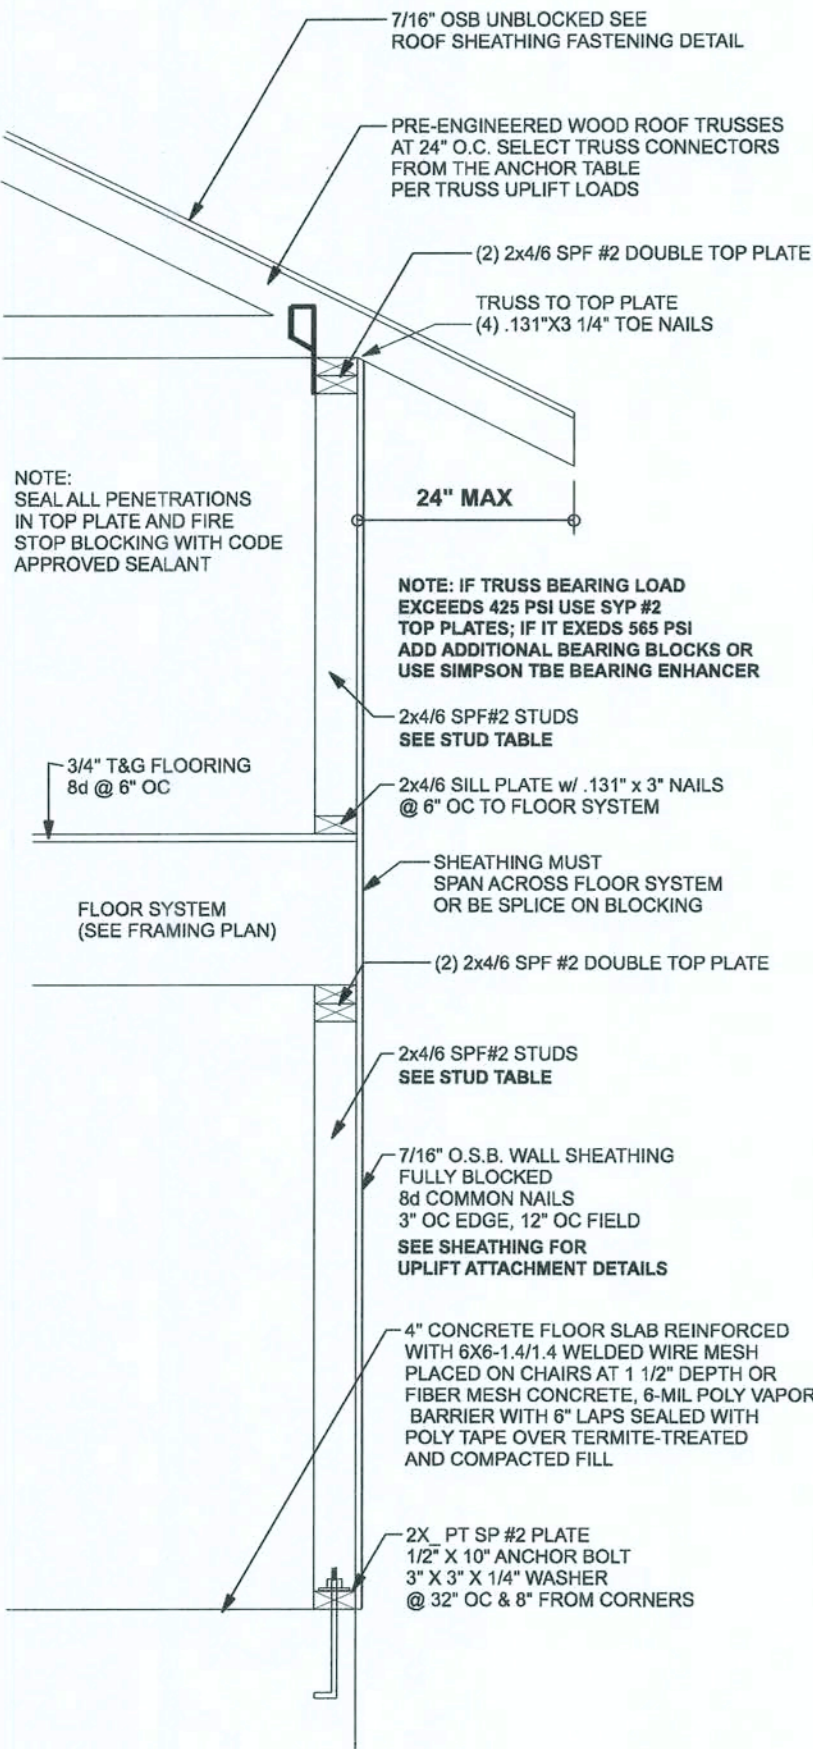 7/16" OSB UNBLOCKED SEE
ROOF SHEATHING FASTENING DETAIL
PRE-ENGINEERED WOOD ROOF TRUSSES
AT 24" O.C. SELECT TRUSS CONNECTORS
FROM THE ANCHOR TABLE
PER TRUSS UPLIFT LOADS
(2) 2x4/6 SPF #2 DOUBLE TOP PLATE
TRUSS TO TOP PLATE
(4) .131"X3 1/4" TOE NAILS
NOTE:
SEAL ALL PENETRATIONS
IN TOP PLATE AND FIRE
STOP BLOCKING WITH CODE
APPROVED SEALANT
24" MAX
NOTE: IF TRUSS BEARING LOAD
EXCEEDS 425 PSI USE SYP #2
TOP PLATES; IF IT EXEDS 565 PSI
ADD ADDITIONAL BEARING BLOCKS OR
USE SIMPSON TBE BEARING ENHANCER
2x4/6 SPF#2 STUDS
SEE STUD TABLE
3/4" T&G FLOORING
8d @ 6" OC
2x4/6 SILL PLATE w/ .131" x 3" NAILS
@ 6" OC TO FLOOR SYSTEM
SHEATHING MUST
SPAN ACROSS FLOOR SYSTEM
OR BE SPLICE ON BLOCKING
FLOOR SYSTEM
(SEE FRAMING PLAN)
(2) 2x4/6 SPF #2 DOUBLE TOP PLATE
2x4/6 SPF#2 STUDS
SEE STUD TABLE
7/16" O.S.B. WALL SHEATHING
FULLY BLOCKED
8d COMMON NAILS
3" OC EDGE, 12" OC FIELD
SEE SHEATHING FOR
UPLIFT ATTACHMENT DETAILS
4" CONCRETE FLOOR SLAB REINFORCED
WITH 6X6-1.4/1.4 WELDED WIRE MESH
PLACED ON CHAIRS AT 1 1/2" DEPTH OR
FIBER MESH CONCRETE, 6-MIL POLY VAPOR
BARRIER WITH 6" LAPS SEALED WITH
POLY TAPE OVER TERMITE-TREATED
AND COMPACTED FILL
2X_ PT SP #2 PLATE
1/2" X 10" ANCHOR BOLT
3" X 3" X 1/4" WASHER
@ 32" OC & 8" FROM CORNERS